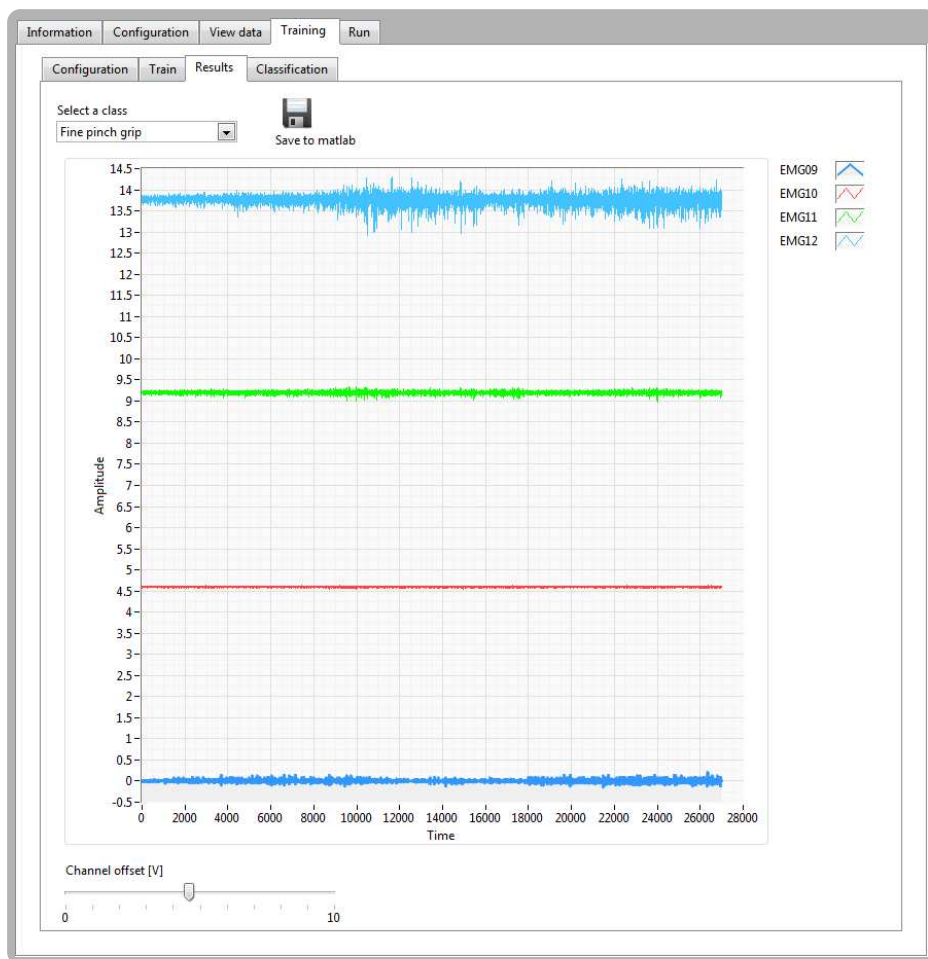 Information Configuration View data Training Run
Configuration Train Results Classification
Select a class
Fine pinch grip
Save to matlab
EMG09
EMG10
EMG11
EMG12
Amplitude
14.5
14
13.5
13
12.5
12
11.5
11
10.5
10
9.5
9
8.5
8
7.5
7
6.5
6
5.5
5
4.5
4
3.5
3
2.5
2
1.5
1
0.5
0
-0.5
0 2000 4000 6000 8000 10000 12000 14000 16000 18000 20000 22000 24000 26000 28000
Time
Channel offset [V]
0 10